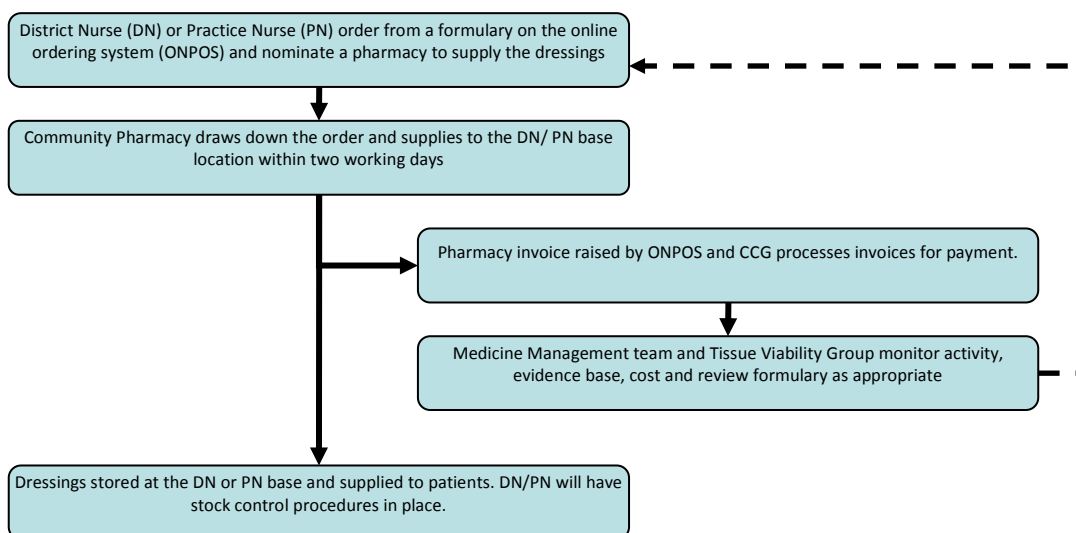 District Nurse (DN) or Practice Nurse (PN) order from a formulary on the online
ordering system (ONPOS) and nominate a pharmacy to supply the dressings
Community Pharmacy draws down the order and supplies to the DN/ PN base
location within two working days
Pharmacy invoice raised by ONPOS and CCG processes invoices for payment.
Medicine Management team and Tissue Viability Group monitor activity,
evidence base, cost and review formulary as appropriate
Dressings stored at the DN or PN base and supplied to patients. DN/PN will have
stock control procedures in place.